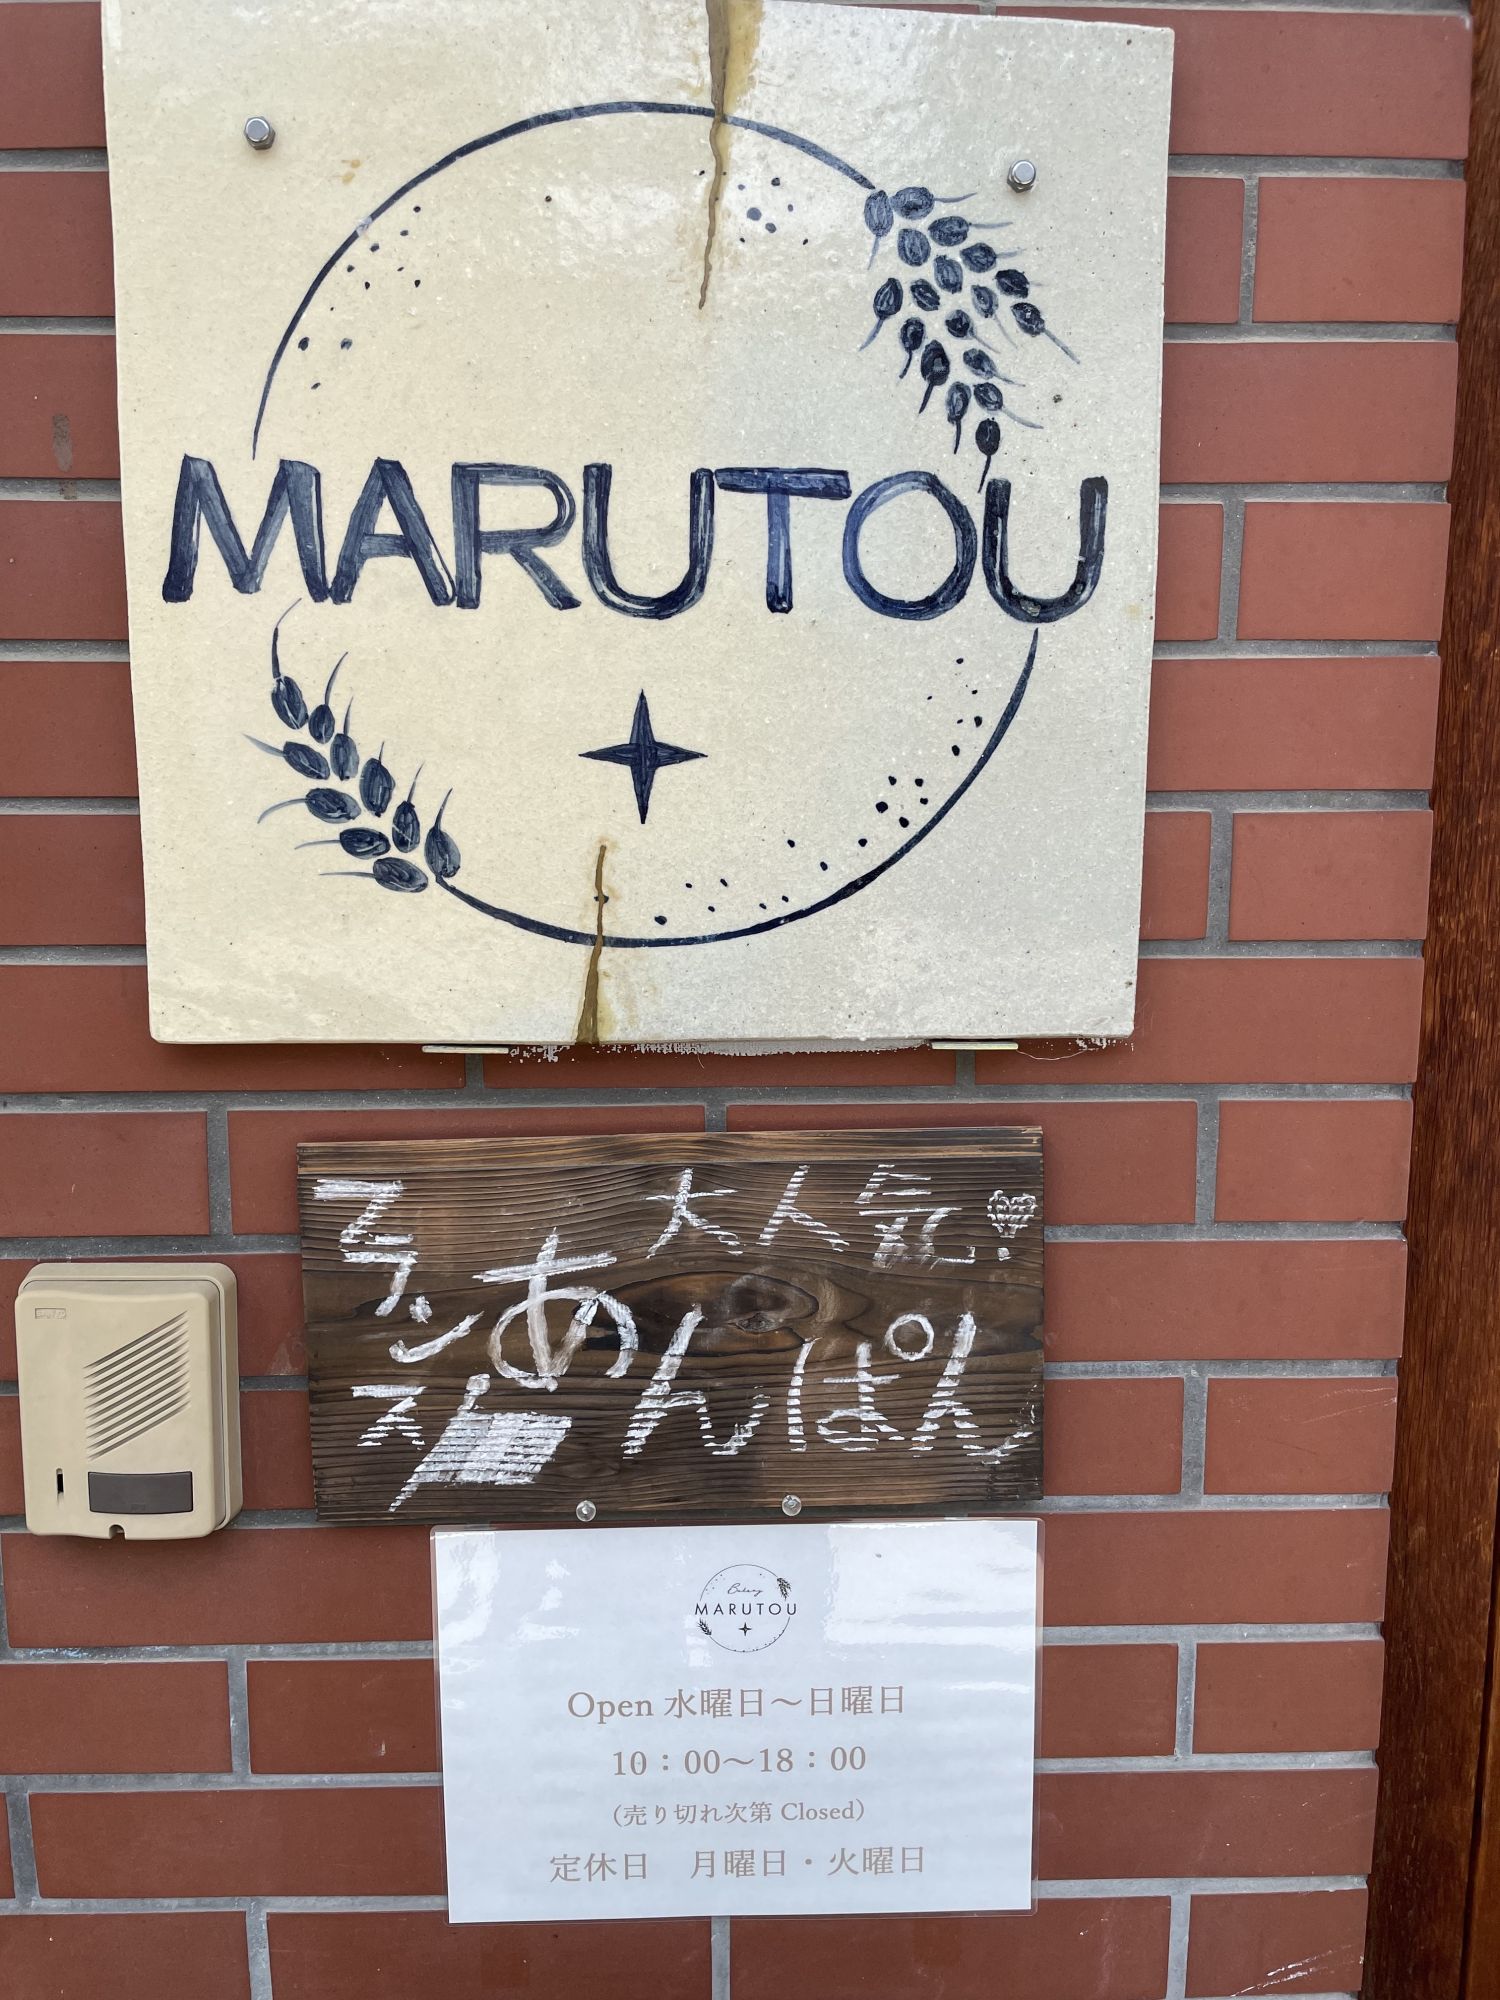 MARUTOU
大人気!
フランス
あんぱん
Bakery
MARUTOU
Open 水曜日〜日曜日
10：00〜18：00
（売り切れ次第 Closed）
定休日　月曜日・火曜日